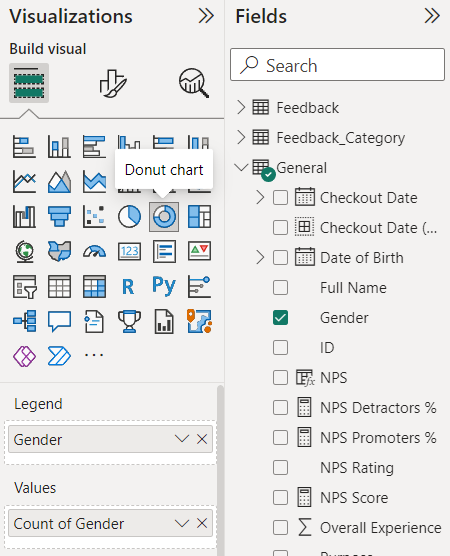 Visualizations
Build visual
Donut chart
123
R
Py
Legend
Gender
Values
Count of Gender
Fields
Search
Feedback
Feedback_Category
General
Checkout Date
Checkout Date (...
Date of Birth
Full Name
Gender
ID
NPS
NPS Detractors %
NPS Promoters %
NPS Rating
NPS Score
Overall Experience